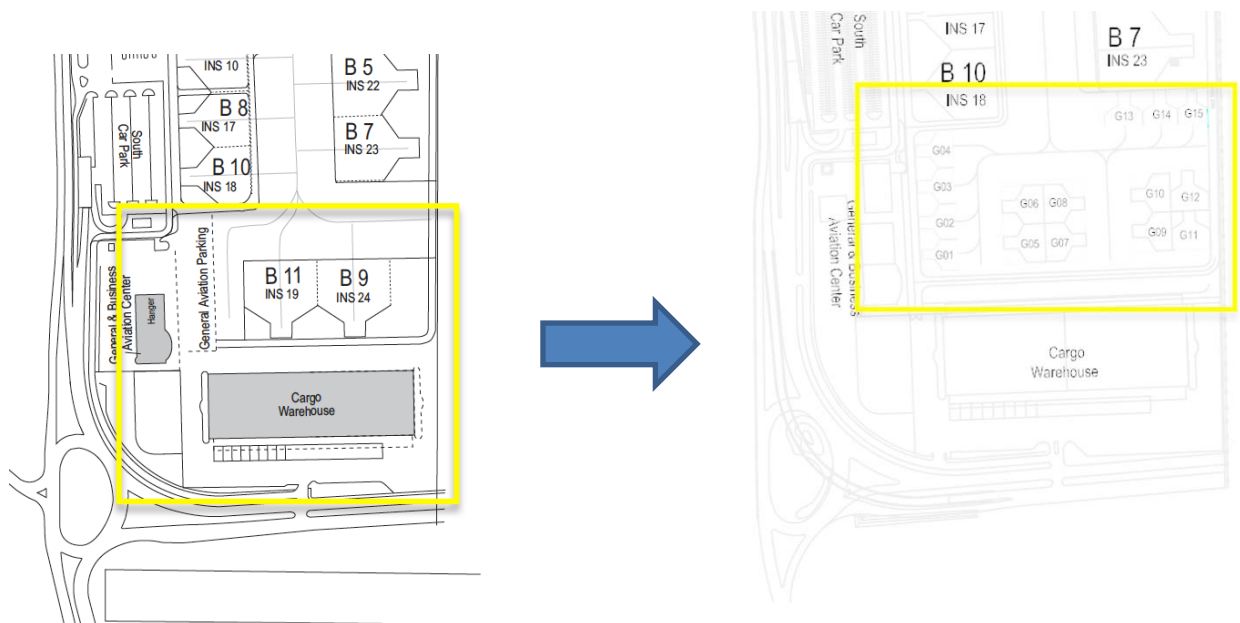 INS 10
B 5
INS 22
B 8
INS 17
B 7
INS 23
B 10
INS 18
South
Car Park
General & Business
Aviation Center
Hanger
General Aviation Parking
B 11
INS 19
B 9
INS 24
Cargo
Warehouse
South
Car Park
INS 17
B 7
INS 23
B 10
INS 18
G13 G14 G15
G04
G03
G02
G01
G06 G08
G05 G07
G10 G12
G09 G11
General & Business
Aviation Center
Cargo
Warehouse